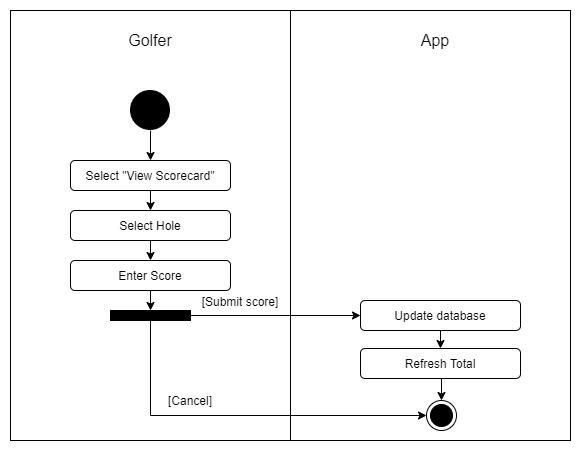 Golfer
App
Select "View Scorecard"
Select Hole
Enter Score
[Submit score]
Update database
Refresh Total
[Cancel]